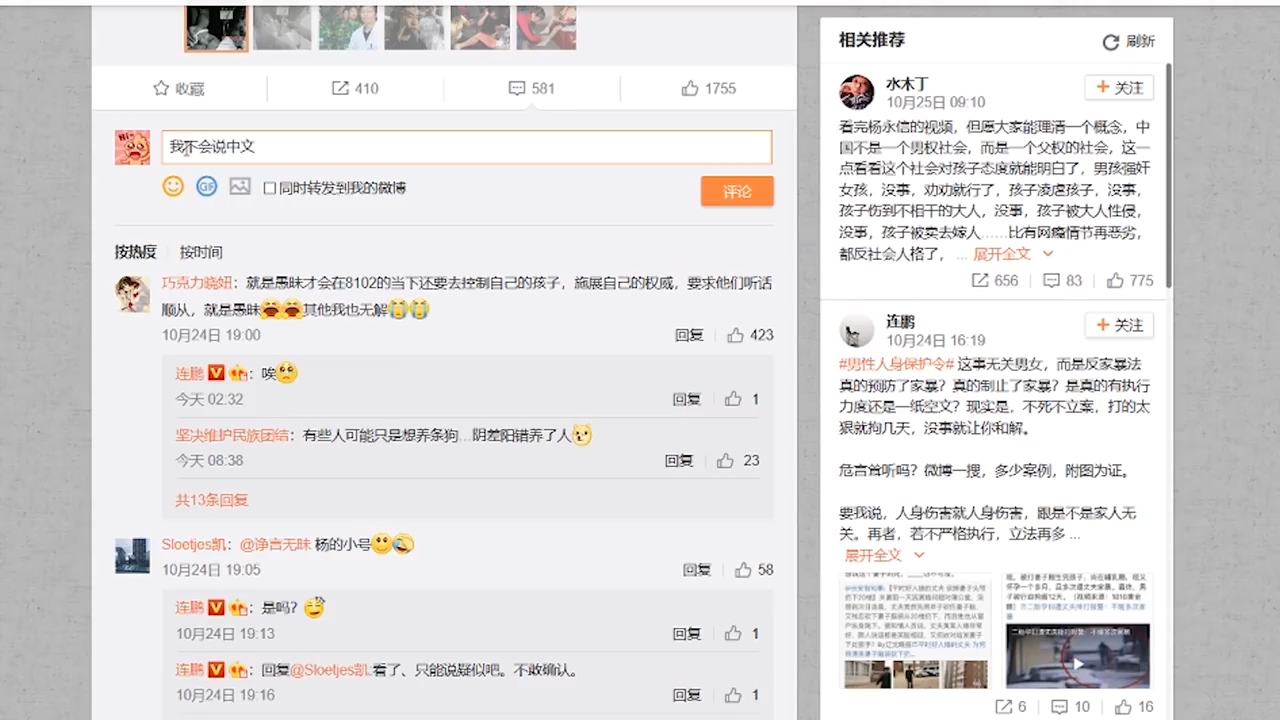 收藏
410
581
1755
我不会说中文
同时转发到我的微博
评论
按热度 按时间
巧克力晓妞：就是愚昧才会在8102的当下还要去控制自己的孩子，施展自己的权威，要求他们听话
顺从，就是愚昧其他我也无解
10月24日 19:00 回复 423
连鹏：唉
今天 02:32 回复 1
坚决维护民族团结：有些人可能只是想养条狗…阴差阳错养了人
今天 08:38 回复 23
共13条回复
Sloetjes凯：@诤言无昧 杨的小号
10月24日 19:05 回复 58
连鹏：是吗？
10月24日 19:13 回复 1
连鹏：回复@Sloetjes凯:看了、只能说疑似吧。不敢确认。
10月24日 19:16 回复 1
相关推荐 刷新
水木丁
+ 关注
10月25日 09:10
看完杨永信的视频，但愿大家能理清一个概念，中
国不是一个男权社会，而是一个父权的社会，这一
点看看这个社会对孩子态度就能明白了，男孩强奸
女孩，没事，劝劝就行了，孩子凌虐孩子，没事，
孩子伤到不相干的大人，没事，孩子被大人性侵，
没事，孩子被卖去嫁人……比有网瘾情节再恶劣，
都反社会人格了， ... 展开全文
656 83 775
连鹏
+ 关注
10月24日 16:19
#男性人身保护令# 这事无关男女，而是反家暴法
真的预防了家暴？真的制止了家暴？是真的有执行
力度还是一纸空文？现实是，不死不立案，打的太
狠就拘几天，没事就让你和解。
危言耸听吗？微博一搜，多少案例，附图为证。
要我说，人身伤害就人身伤害，跟是不是家人无
关。再者，若不严格执行，立法再多 ...
展开全文
6 10 16